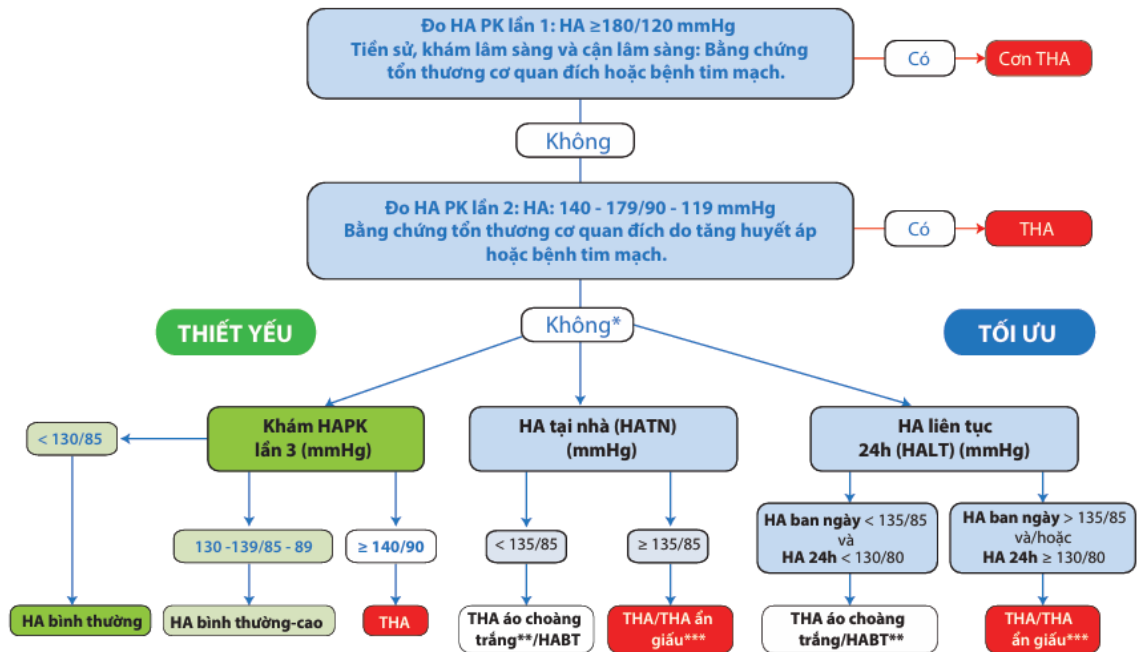 Đo HA PK lần 1: HA ≥180/120 mmHg
Tiền sử, khám lâm sàng và cận lâm sàng: Bằng chứng
tổn thương cơ quan đích hoặc bệnh tim mạch.
Có
Cơn THA
Không
Đo HA PK lần 2: HA: 140 - 179/90 - 119 mmHg
Bằng chứng tổn thương cơ quan đích do tăng huyết áp
hoặc bệnh tim mạch.
Có
THA
THIẾT YẾU
Không*
TỐI ƯU
< 130/85
Khám HAPK
lần 3 (mmHg)
HA tại nhà (HATN)
(mmHg)
HA liên tục
24h (HALT) (mmHg)
130 -139/85 - 89
≥ 140/90
< 135/85
≥ 135/85
HA ban ngày < 135/85
và
HA 24h < 130/80
HA ban ngày > 135/85
và/hoặc
HA 24h ≥ 130/80
HA bình thường
HA bình thường-cao
THA
THA áo choàng
trắng**/HABT
THA/THA ẩn
giấu***
THA áo choàng
trắng/HABT**
THA/THA
ẩn giấu***